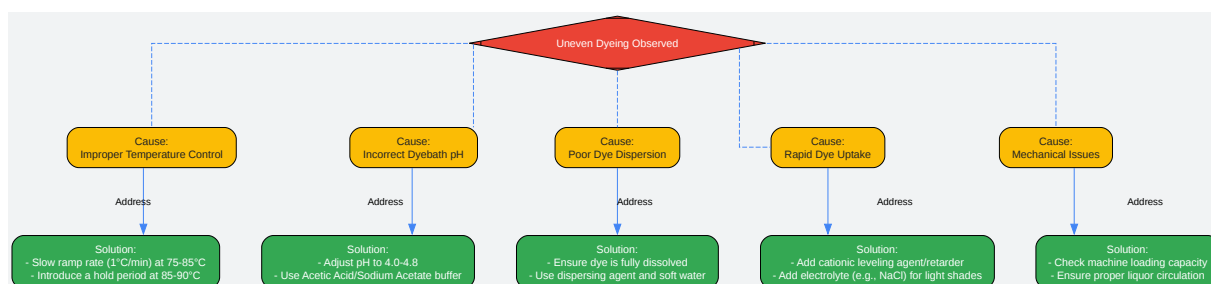 Uneven Dyeing Observed
Cause:
Improper Temperature Control
Cause:
Incorrect Dyebath pH
Cause:
Poor Dye Dispersion
Cause:
Rapid Dye Uptake
Cause:
Mechanical Issues
Address
Address
Address
Address
Address
Solution:
- Slow ramp rate (1°C/min) at 75-85°C
- Introduce a hold period at 85-90°C
Solution:
- Adjust pH to 4.0-4.8
- Use Acetic Acid/Sodium Acetate buffer
Solution:
- Ensure dye is fully dissolved
- Use dispersing agent and soft water
Solution:
- Add cationic leveling agent/retarder
- Add electrolyte (e.g., NaCl) for light shades
Solution:
- Check machine loading capacity
- Ensure proper liquor circulation